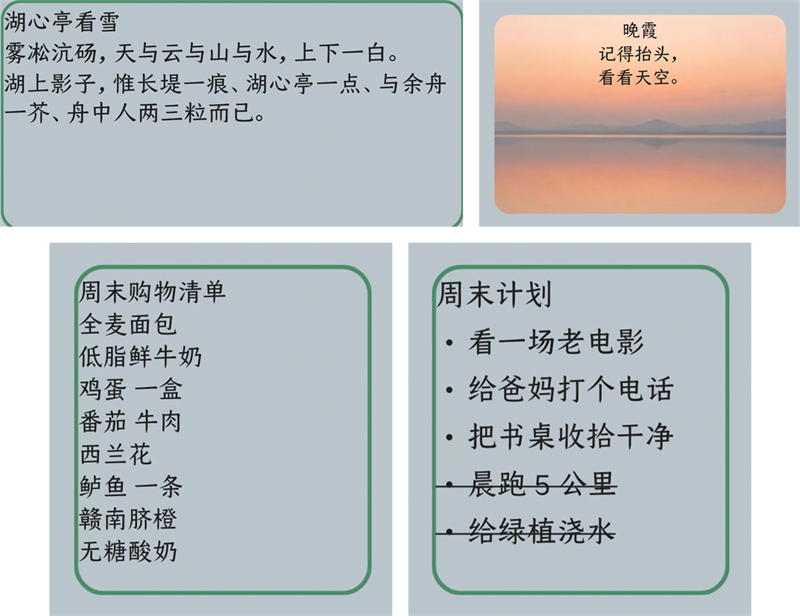 湖心亭看雪
雾凇沆砀,天与云与山与水,上下一白。
湖上影子,惟长堤一痕、湖心亭一点、与余舟
一芥、舟中人两三粒而已。
晚霞
记得抬头,
看看天空。
周末购物清单
全麦面包
低脂鲜牛奶
鸡蛋 一盒
番茄 牛肉
西兰花
鲈鱼 一条
赣南脐橙
无糖酸奶
周末计划
• 看一场老电影
• 给爸妈打个电话
• 把书桌收拾干净
• 晨跑 5 公里
• 给绿植浇水